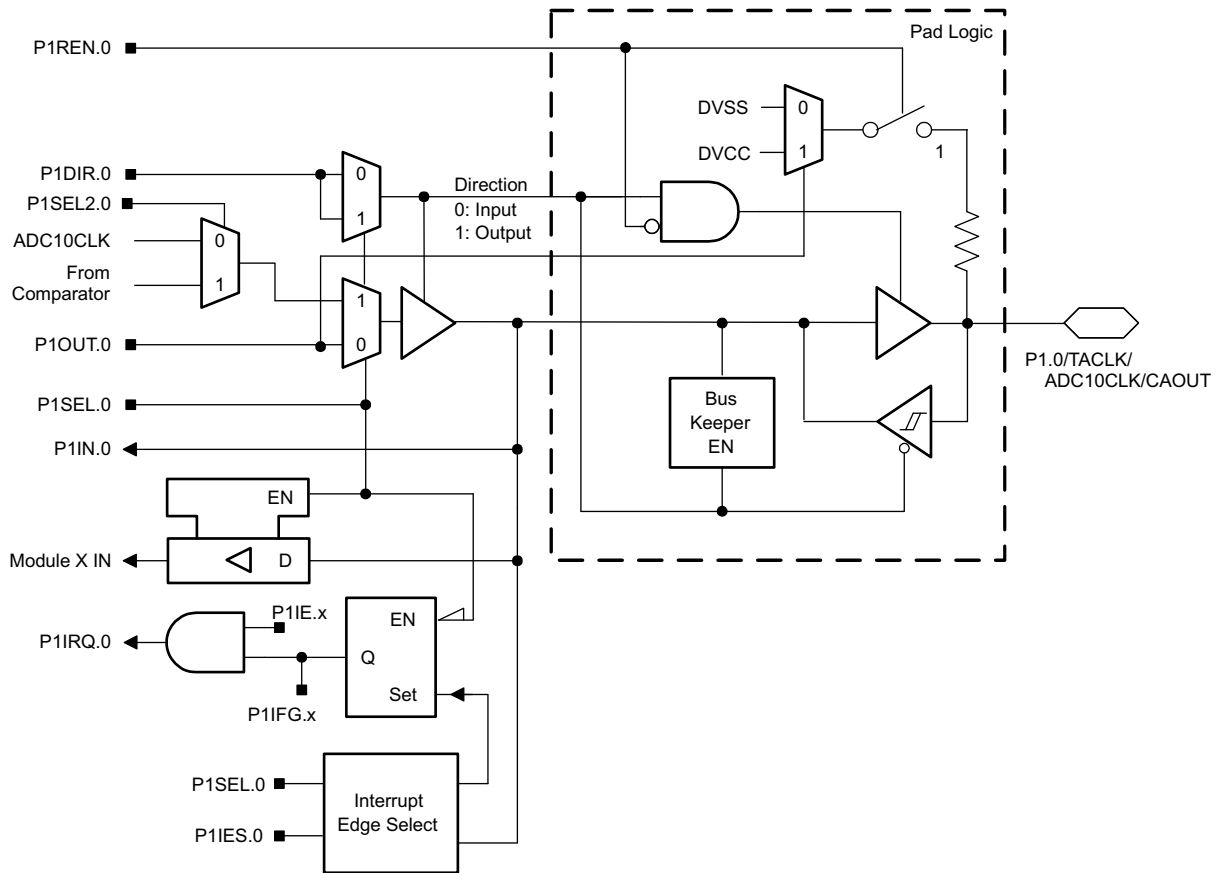 Pad Logic
P1REN.0
DVSS
0
DVCC
1
1
P1DIR.0
0
1
Direction
0: Input
1: Output
P1SEL2.0
ADC10CLK
0
From
Comparator
1
1
0
P1OUT.0
P1.0/TACLK/
ADC10CLK/CAOUT
P1SEL.0
Bus
Keeper
EN
P1IN.0
EN
Module X IN
D
P1IE.x
EN
P1IRQ.0
Q
Set
P1IFG.x
P1SEL.0
Interrupt
Edge Select
P1IES.0